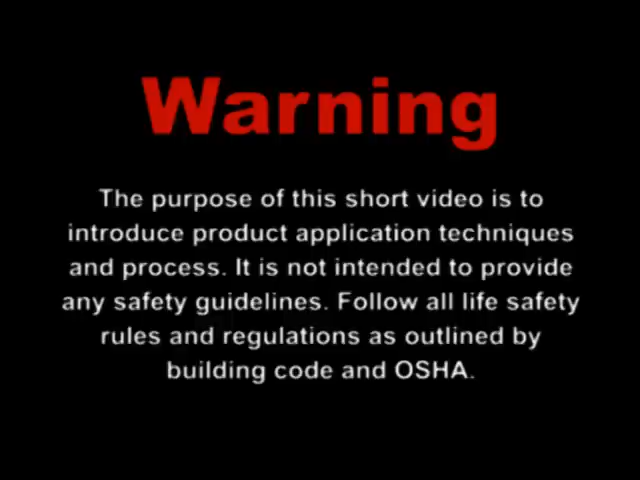 Warning
The purpose of this short video is to
introduce product application techniques
and process. It is not intended to provide
any safety guidelines. Follow all life safety
rules and regulations as outlined by
building code and OSHA.